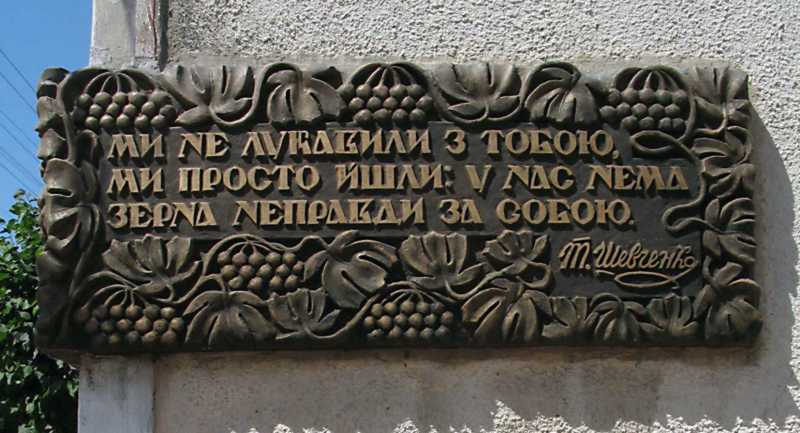 МИ НЕ ЛУКАВИЛИ З ТОБОЮ,
МИ ПРОСТО ЙШЛИ: У НАС НЕМА
ЗЕРНА НЕПРАВДИ ЗА СОБОЮ.
Т. Шевченко